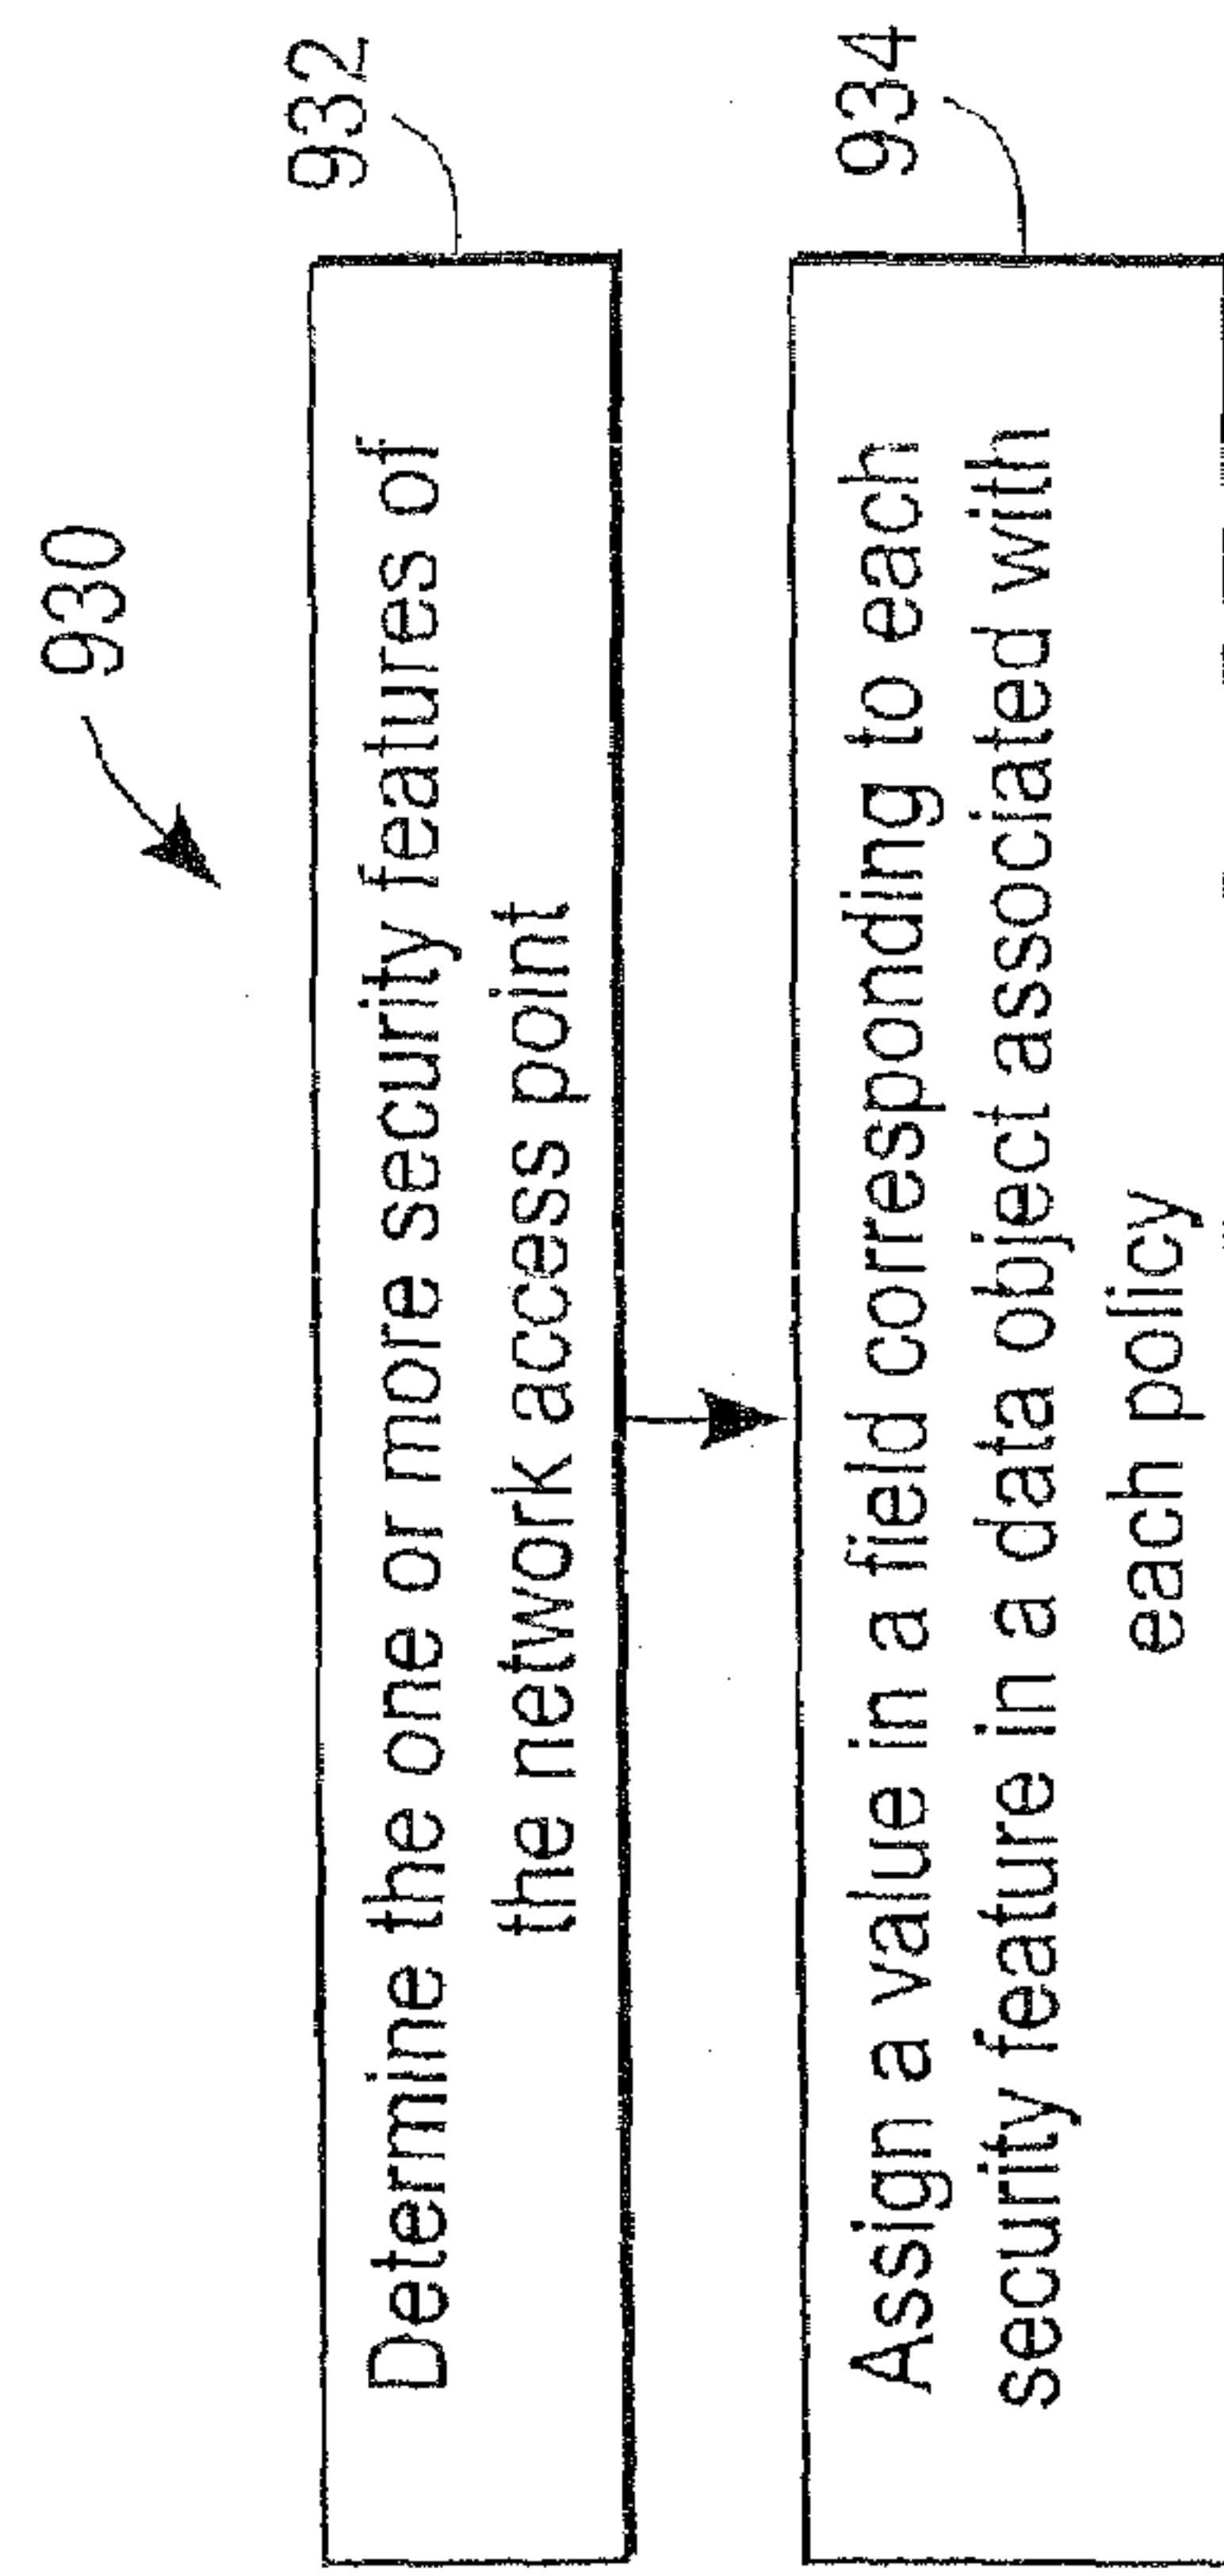 930
932
Determine the one or more security features of
the network access point
934
Assign a value in a field corresponding to each
security feature in a data object associated with
each policy